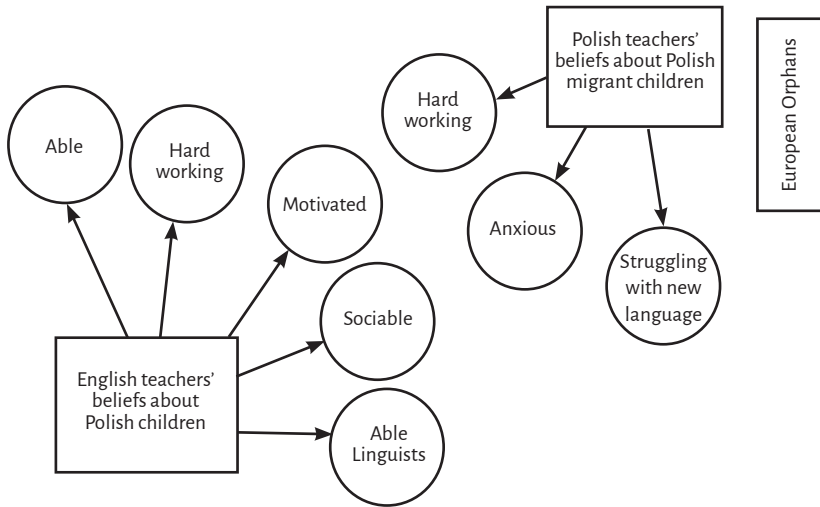 Polish teachers’
beliefs about Polish
migrant children
European Orphans
Hard
working
Anxious
Struggling
with new
language
Able
Hard
working
Motivated
Sociable
Able
Linguists
English teachers’
beliefs about
Polish children